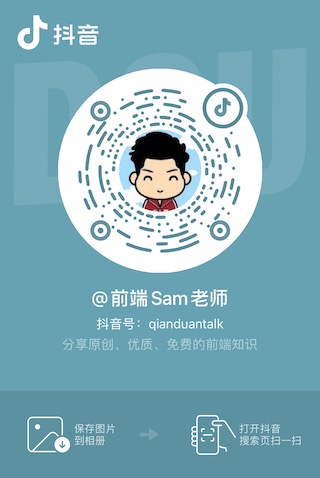 抖音
DOU
@前端Sam老师
抖音号：qianduantalk
分享原创、优质、免费的前端知识
保存图片
到相册
打开抖音
搜索页扫一扫